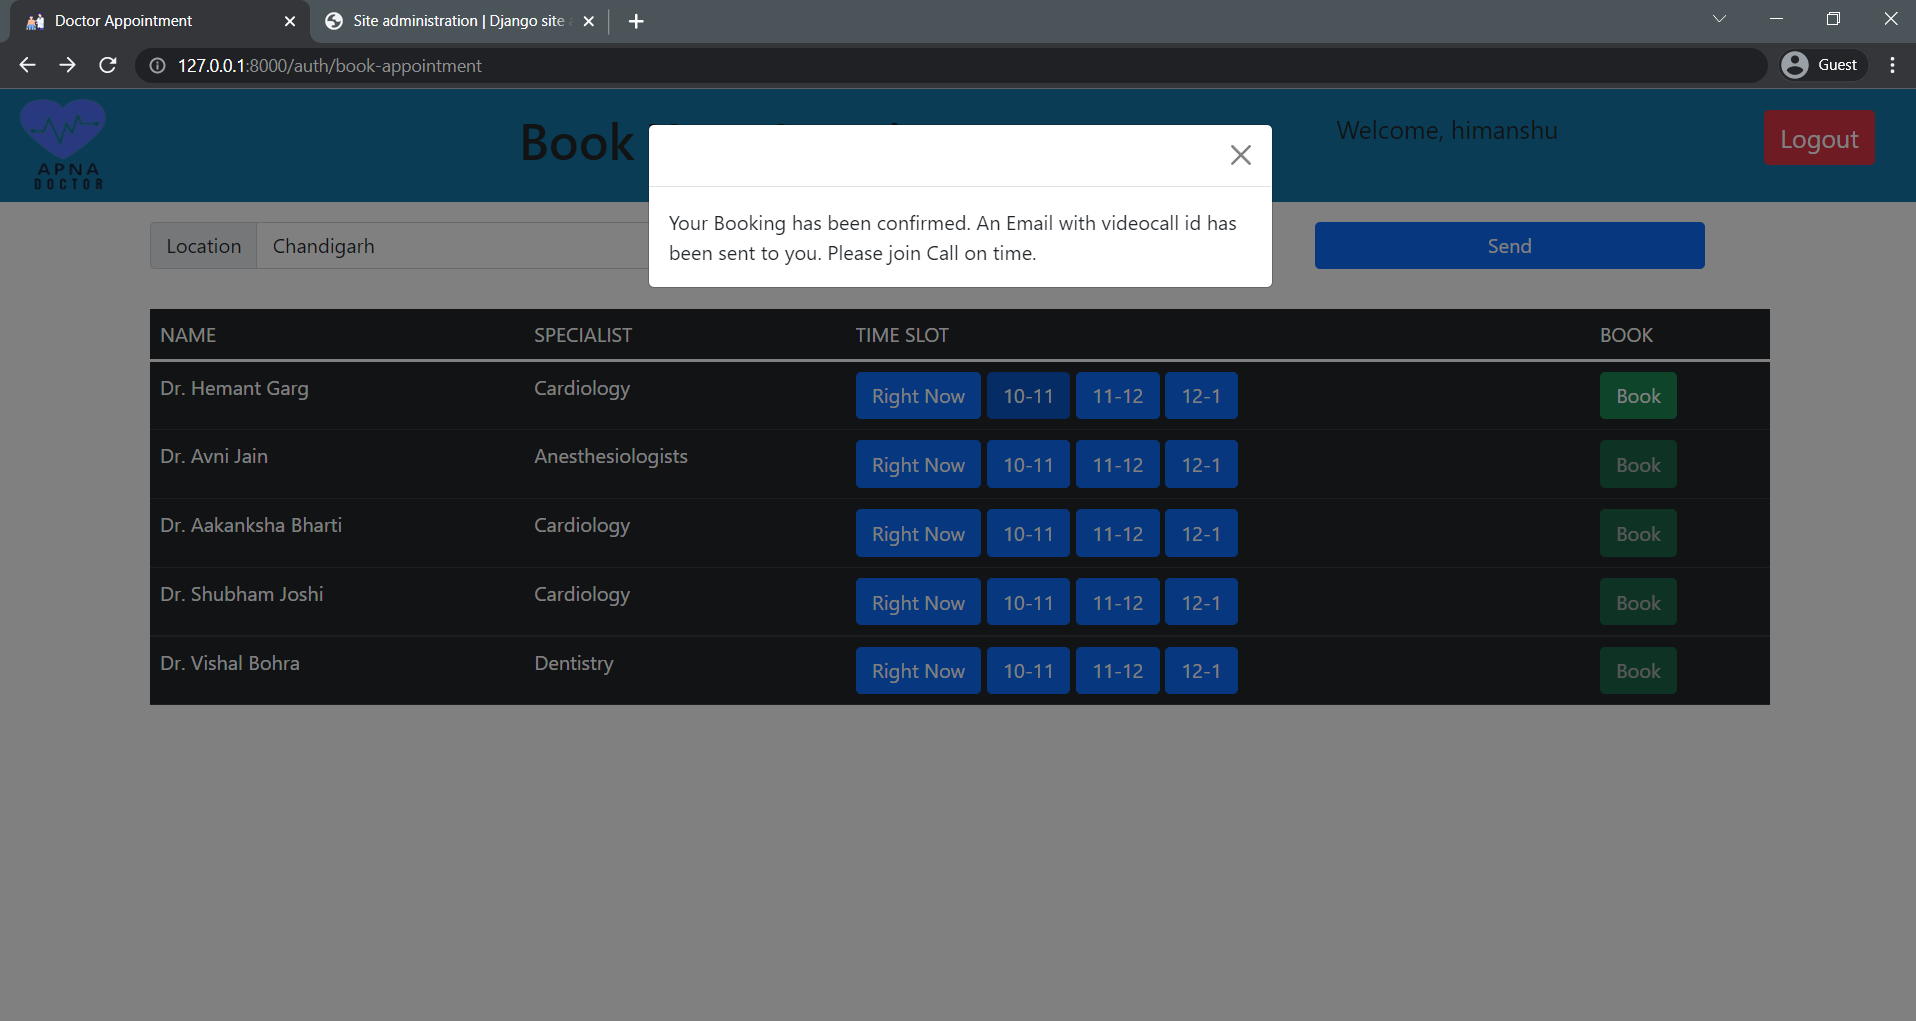 Doctor Appointment
Site administration | Django site
127.0.0.1:8000/auth/book-appointment
Guest
APNA
DOCTOR
Book
Welcome, himanshu
Logout
Your Booking has been confirmed. An Email with videocall id has
been sent to you. Please join Call on time.
Location Chandigarh
Send
NAME SPECIALIST TIME SLOT BOOK
Dr. Hemant Garg Cardiology Right Now 10-11 11-12 12-1 Book
Dr. Avni Jain Anesthesiologists Right Now 10-11 11-12 12-1 Book
Dr. Aakanksha Bharti Cardiology Right Now 10-11 11-12 12-1 Book
Dr. Shubham Joshi Cardiology Right Now 10-11 11-12 12-1 Book
Dr. Vishal Bohra Dentistry Right Now 10-11 11-12 12-1 Book